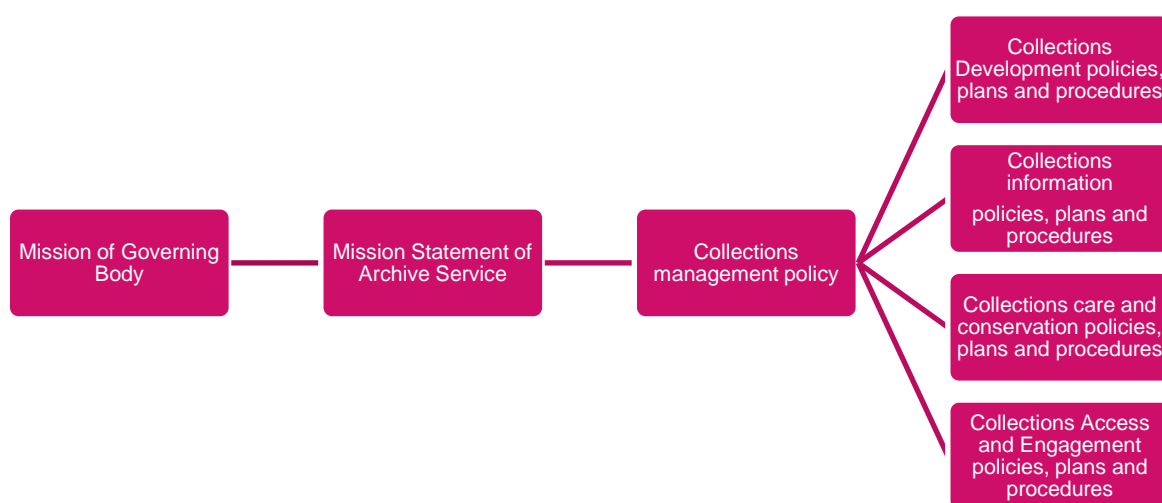 Mission of Governing
Body
Mission Statement of
Archive Service
Collections
management policy
Collections
Development policies,
plans and procedures
Collections
information
policies, plans and
procedures
Collections care and
conservation policies,
plans and procedures
Collections Access
and Engagement
policies, plans and
procedures